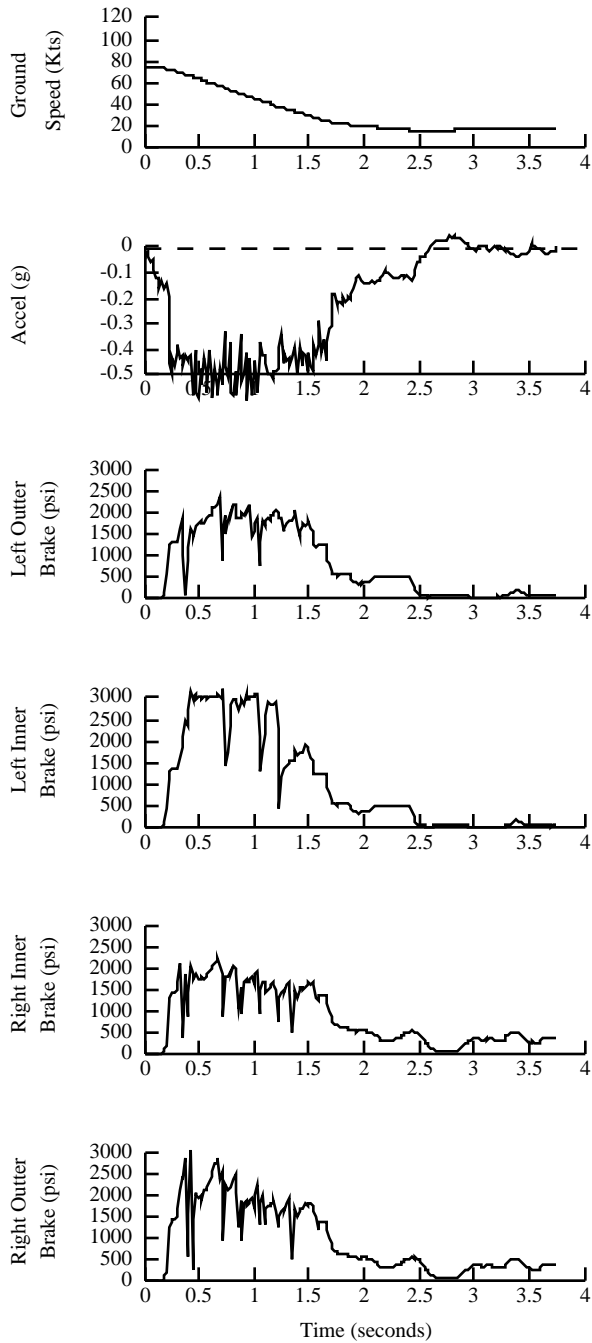 Ground
Speed (Kts)
120
100
80
60
40
20
0
0 0.5 1 1.5 2 2.5 3 3.5 4
Accel (g)
0
-0.1
-0.2
-0.3
-0.4
-0.5
0 0.5 1 1.5 2 2.5 3 3.5 4
Left Outter
Brake (psi)
3000
2500
2000
1500
1000
500
0
0 0.5 1 1.5 2 2.5 3 3.5 4
Left Inner
Brake (psi)
3000
2500
2000
1500
1000
500
0
0 0.5 1 1.5 2 2.5 3 3.5 4
Right Inner
Brake (psi)
3000
2500
2000
1500
1000
500
0
0 0.5 1 1.5 2 2.5 3 3.5 4
Right Outter
Brake (psi)
3000
2500
2000
1500
1000
500
0
0 0.5 1 1.5 2 2.5 3 3.5 4
Time (seconds)